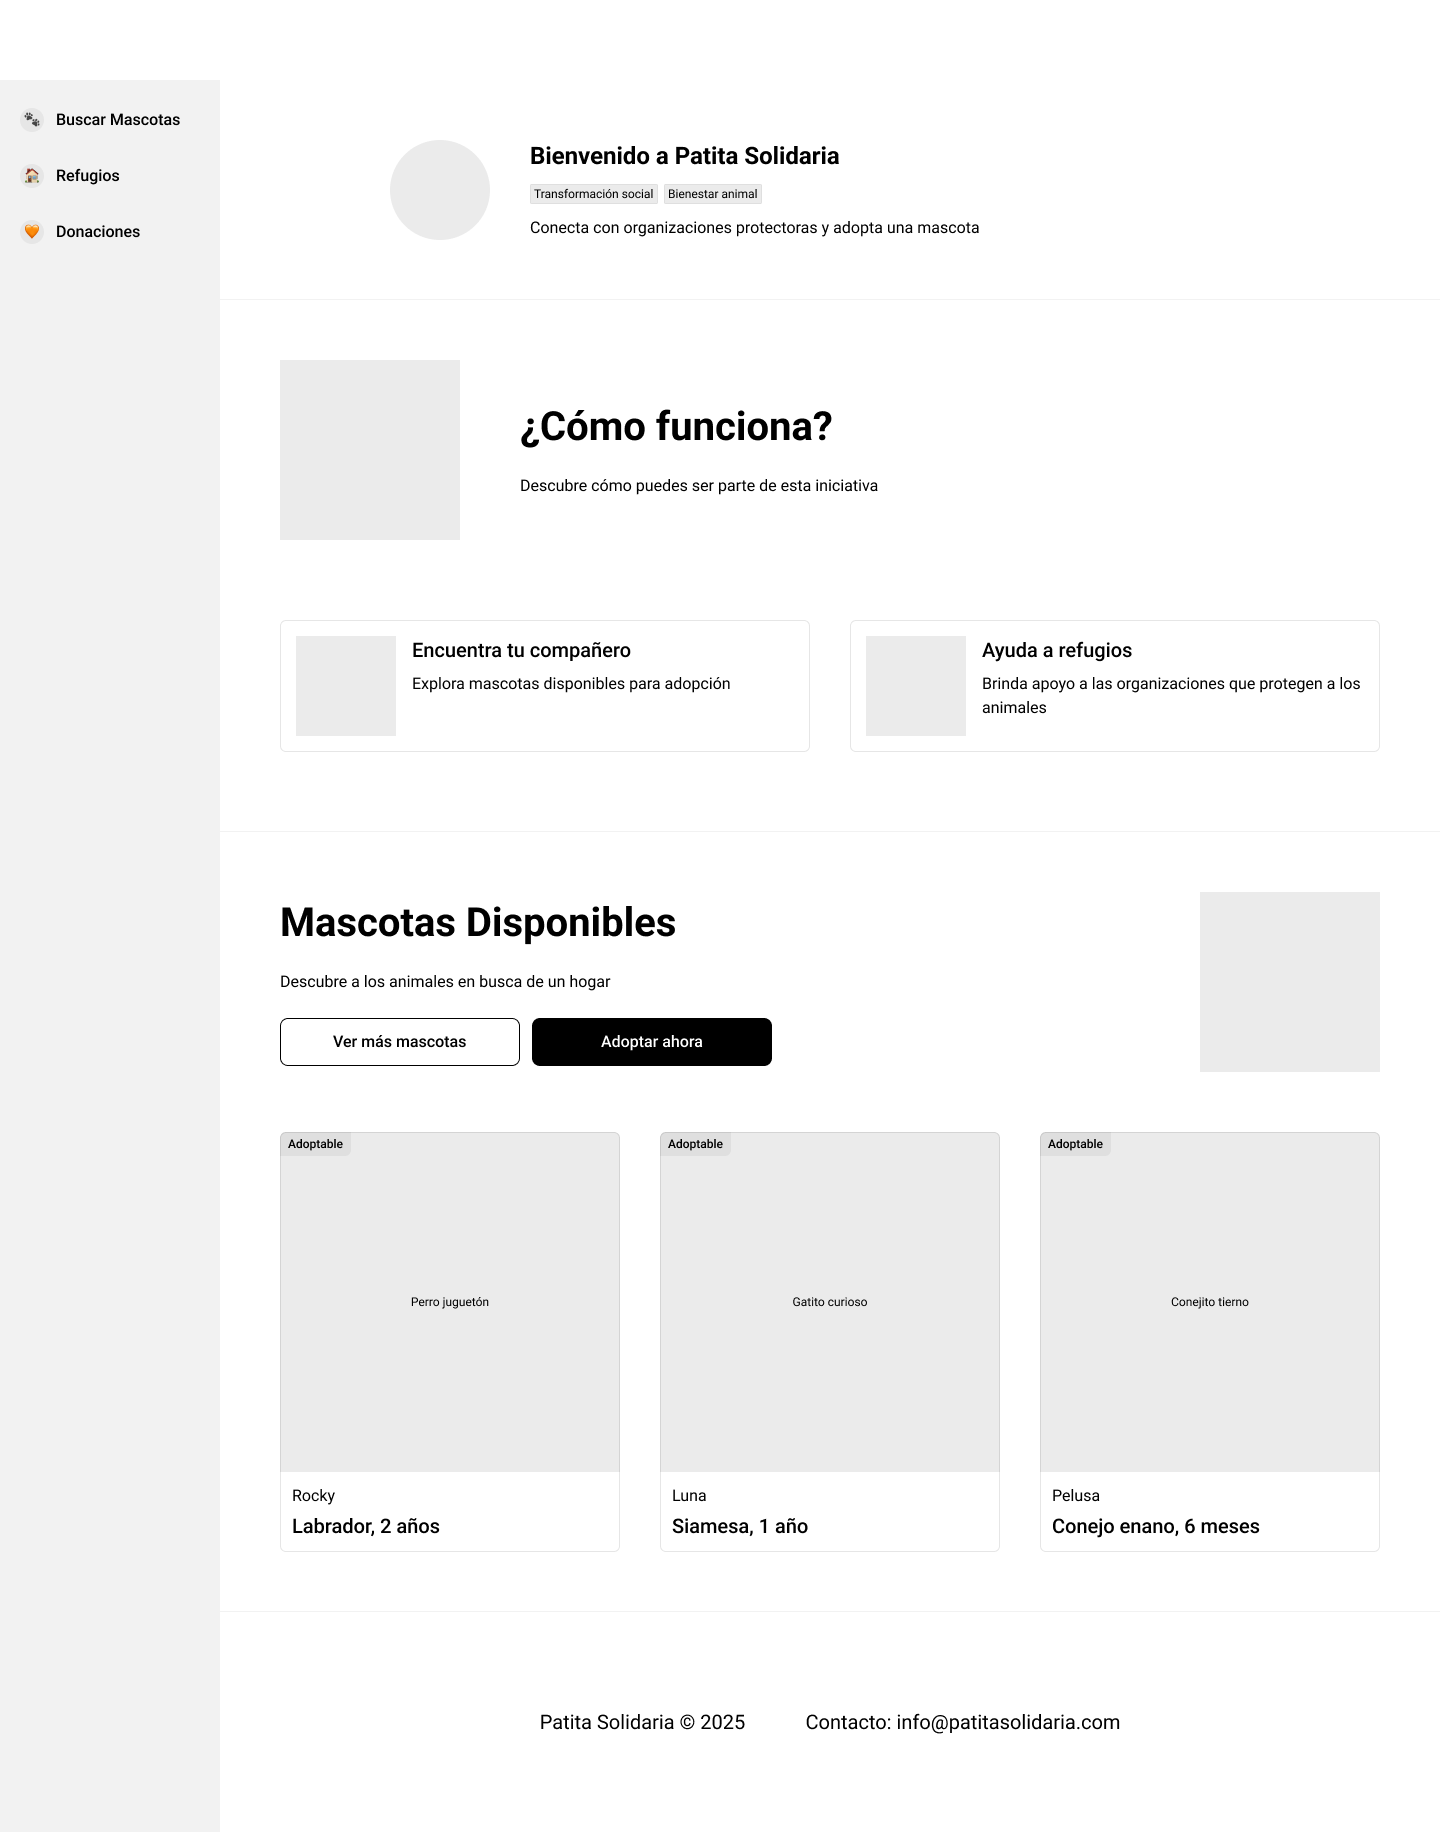 Buscar Mascotas
Refugios
Donaciones
Bienvenido a Patita Solidaria
Transformación social
Bienestar animal
Conecta con organizaciones protectoras y adopta una mascota
¿Cómo funciona?
Descubre cómo puedes ser parte de esta iniciativa
Encuentra tu compañero
Explora mascotas disponibles para adopción
Ayuda a refugios
Brinda apoyo a las organizaciones que protegen a los
animales
Mascotas Disponibles
Descubre a los animales en busca de un hogar
Ver más mascotas
Adoptar ahora
Adoptable
Perro juguetón
Rocky
Labrador, 2 años
Adoptable
Gatito curioso
Luna
Siamesa, 1 año
Adoptable
Conejito tierno
Pelusa
Conejo enano, 6 meses
Patita Solidaria © 2025
Contacto: info@patitasolidaria.com